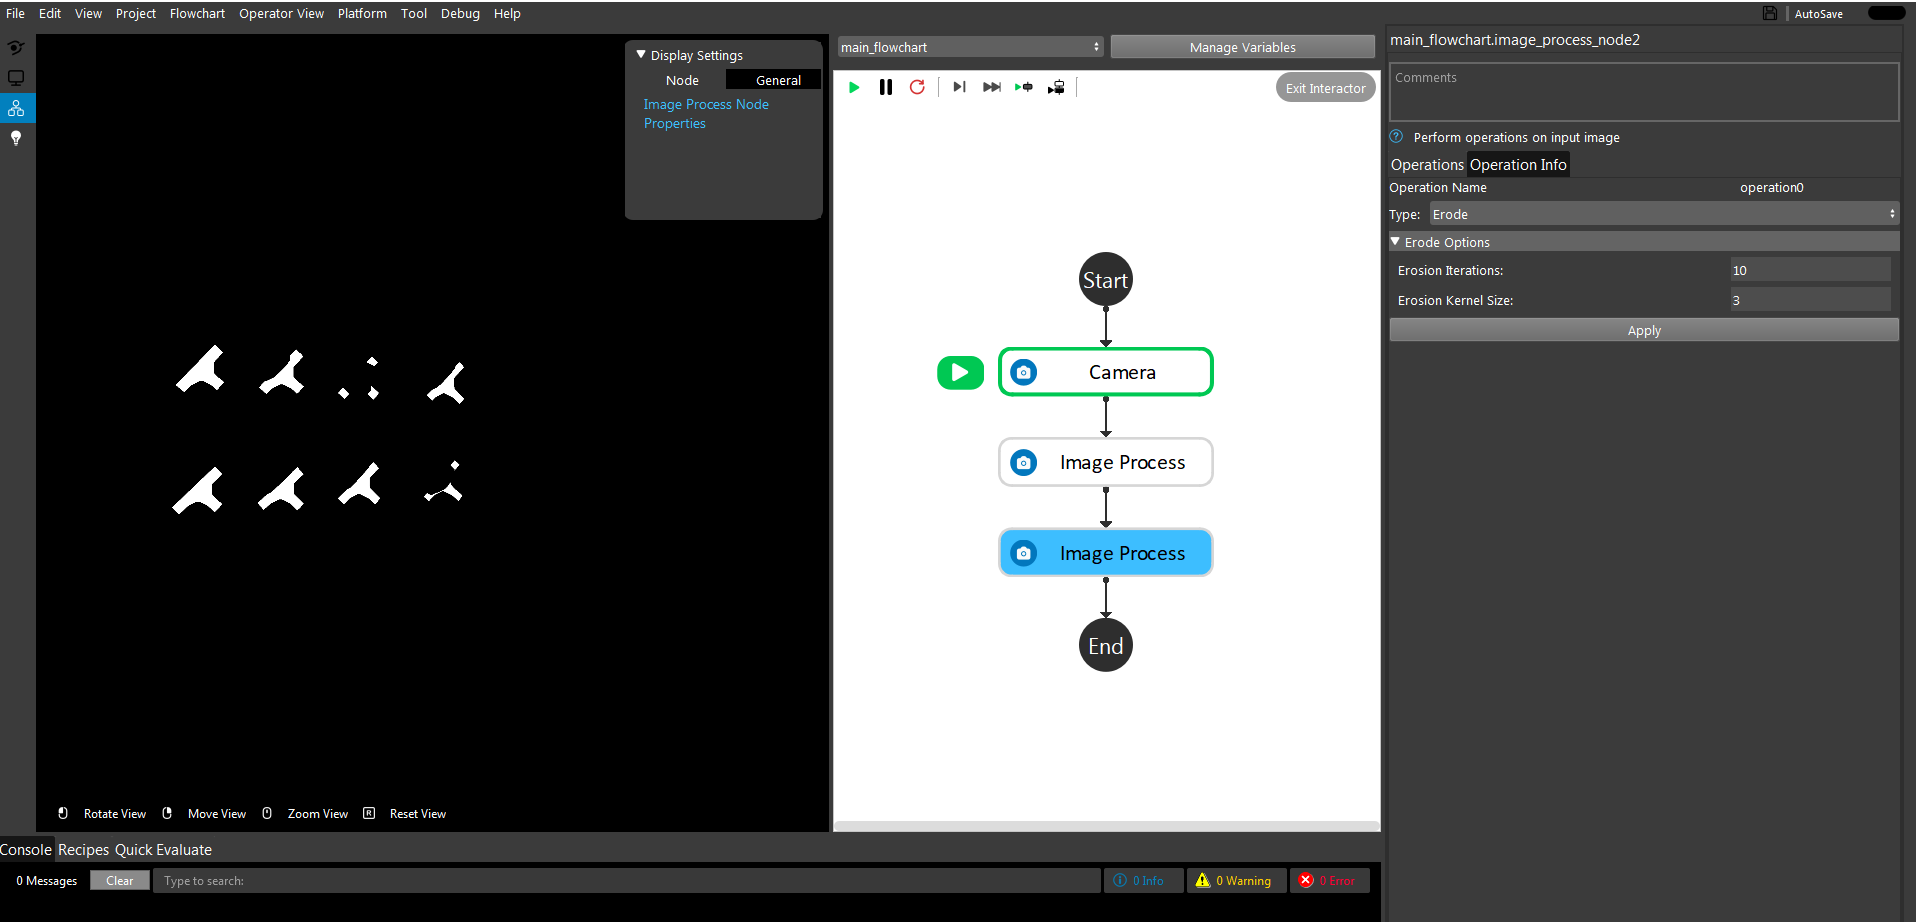 File Edit View Project Flowchart Operator View Platform Tool Debug Help
AutoSave
Display Settings
Node General
Image Process Node
Properties
Rotate View Move View Zoom View R Reset View
main_flowchart Manage Variables
Exit Interactor
Start
Camera
Image Process
Image Process
End
main_flowchart.image_process_node2
Comments
? Perform operations on input image
Operations Operation Info
Operation Name operation0
Type: Erode
Erode Options
Erosion Iterations: 10
Erosion Kernel Size: 3
Apply
Console Recipes Quick Evaluate
0 Messages Clear Type to search: 0 Info 0 Warning 0 Error